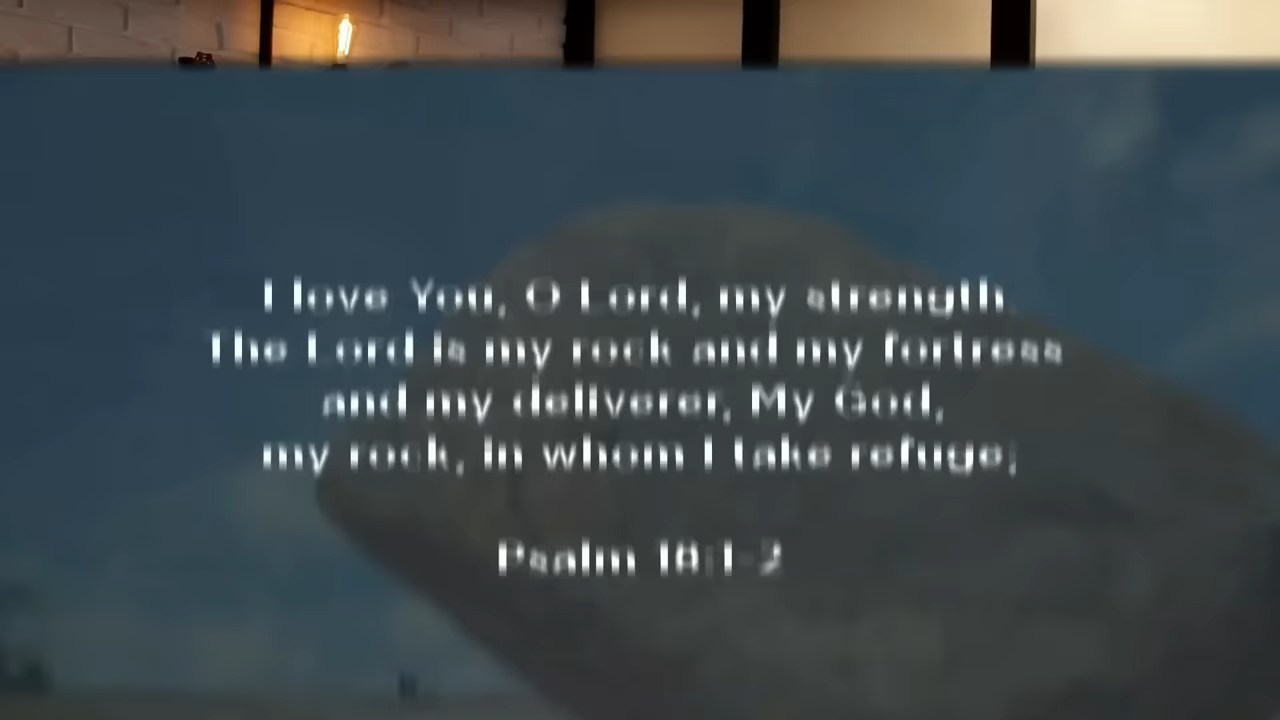 I love You, O Lord, my strength.
The Lord is my rock and my fortress
and my deliverer, My God,
my rock, in whom I take refuge;
Psalm 18:1-2